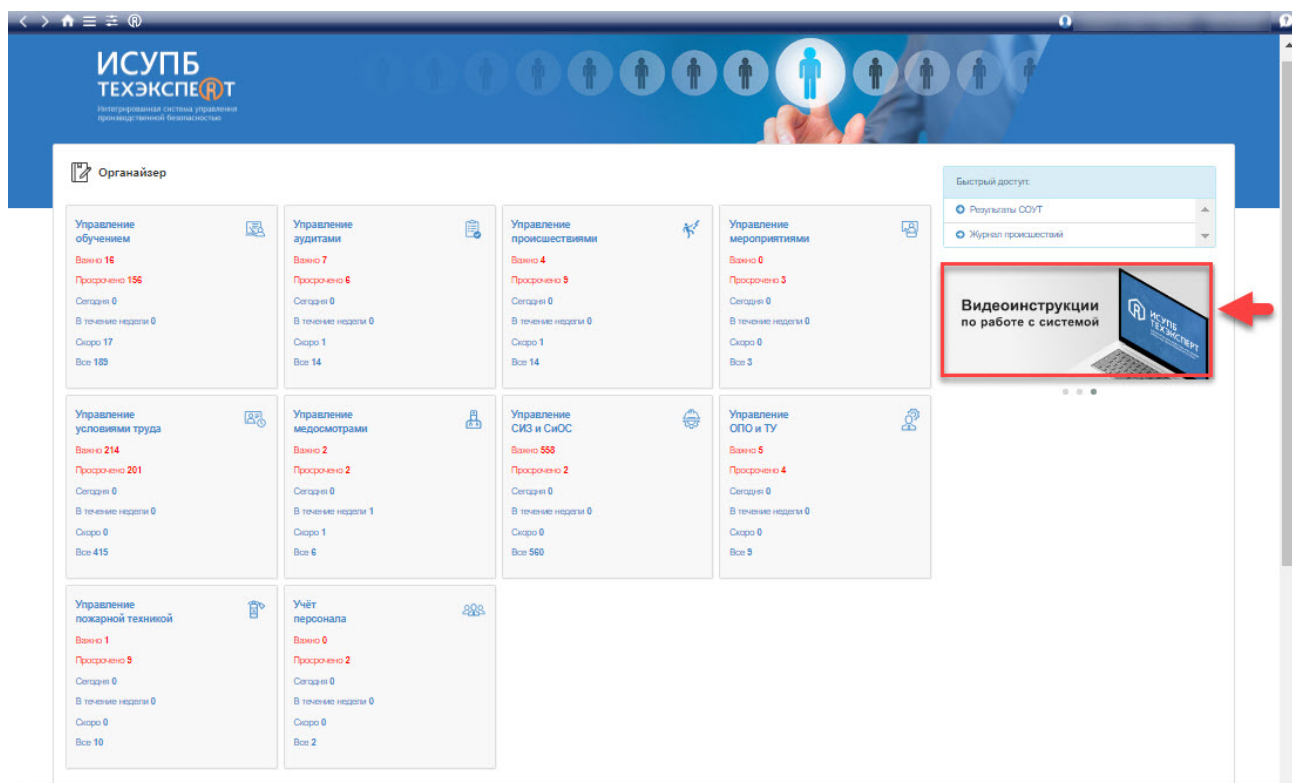 ИСУПБ
ТЕХЭКСПЕRТ
Интегрированная система управления
производственной безопасностью
Органайзер
Управление
обучением
Важно 16
Просрочено 156
Сегодня 0
В течение недели 0
Скоро 17
Все 189
Управление
аудитами
Важно 7
Просрочено 6
Сегодня 0
В течение недели 0
Скоро 1
Все 14
Управление
происшествиями
Важно 4
Просрочено 9
Сегодня 0
В течение недели 0
Скоро 1
Все 14
Управление
мероприятиями
Важно 0
Просрочено 3
Сегодня 0
В течение недели 0
Скоро 0
Все 3
Быстрый доступ:
Результаты СОУТ
Журнал происшествий
Видеоинструкции
по работе с системой
ИСУПБ
ТЕХЭКСПЕРТ
Управление
условиями труда
Важно 214
Просрочено 201
Сегодня 0
В течение недели 0
Скоро 0
Все 415
Управление
медосмотрами
Важно 2
Просрочено 2
Сегодня 0
В течение недели 1
Скоро 1
Все 6
Управление
СИЗ и СиОС
Важно 558
Просрочено 2
Сегодня 0
В течение недели 0
Скоро 0
Все 560
Управление
ОПО и ТУ
Важно 5
Просрочено 4
Сегодня 0
В течение недели 0
Скоро 0
Все 9
Управление
пожарной техникой
Важно 1
Просрочено 9
Сегодня 0
В течение недели 0
Скоро 0
Все 10
Учёт
персонала
Важно 0
Просрочено 2
Сегодня 0
В течение недели 0
Скоро 0
Все 2